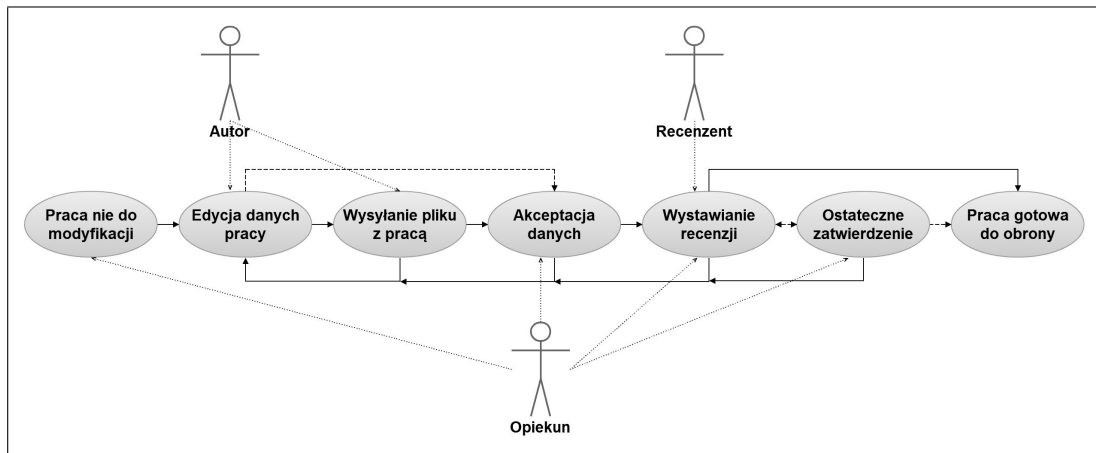 Autor
Recenzent
Praca nie do
modyfikacji
Edycja danych
pracy
Wysyłanie pliku
z pracą
Akceptacja
danych
Wystawianie
recenzji
Ostateczne
zatwierdzenie
Praca gotowa
do obrony
Opiekun